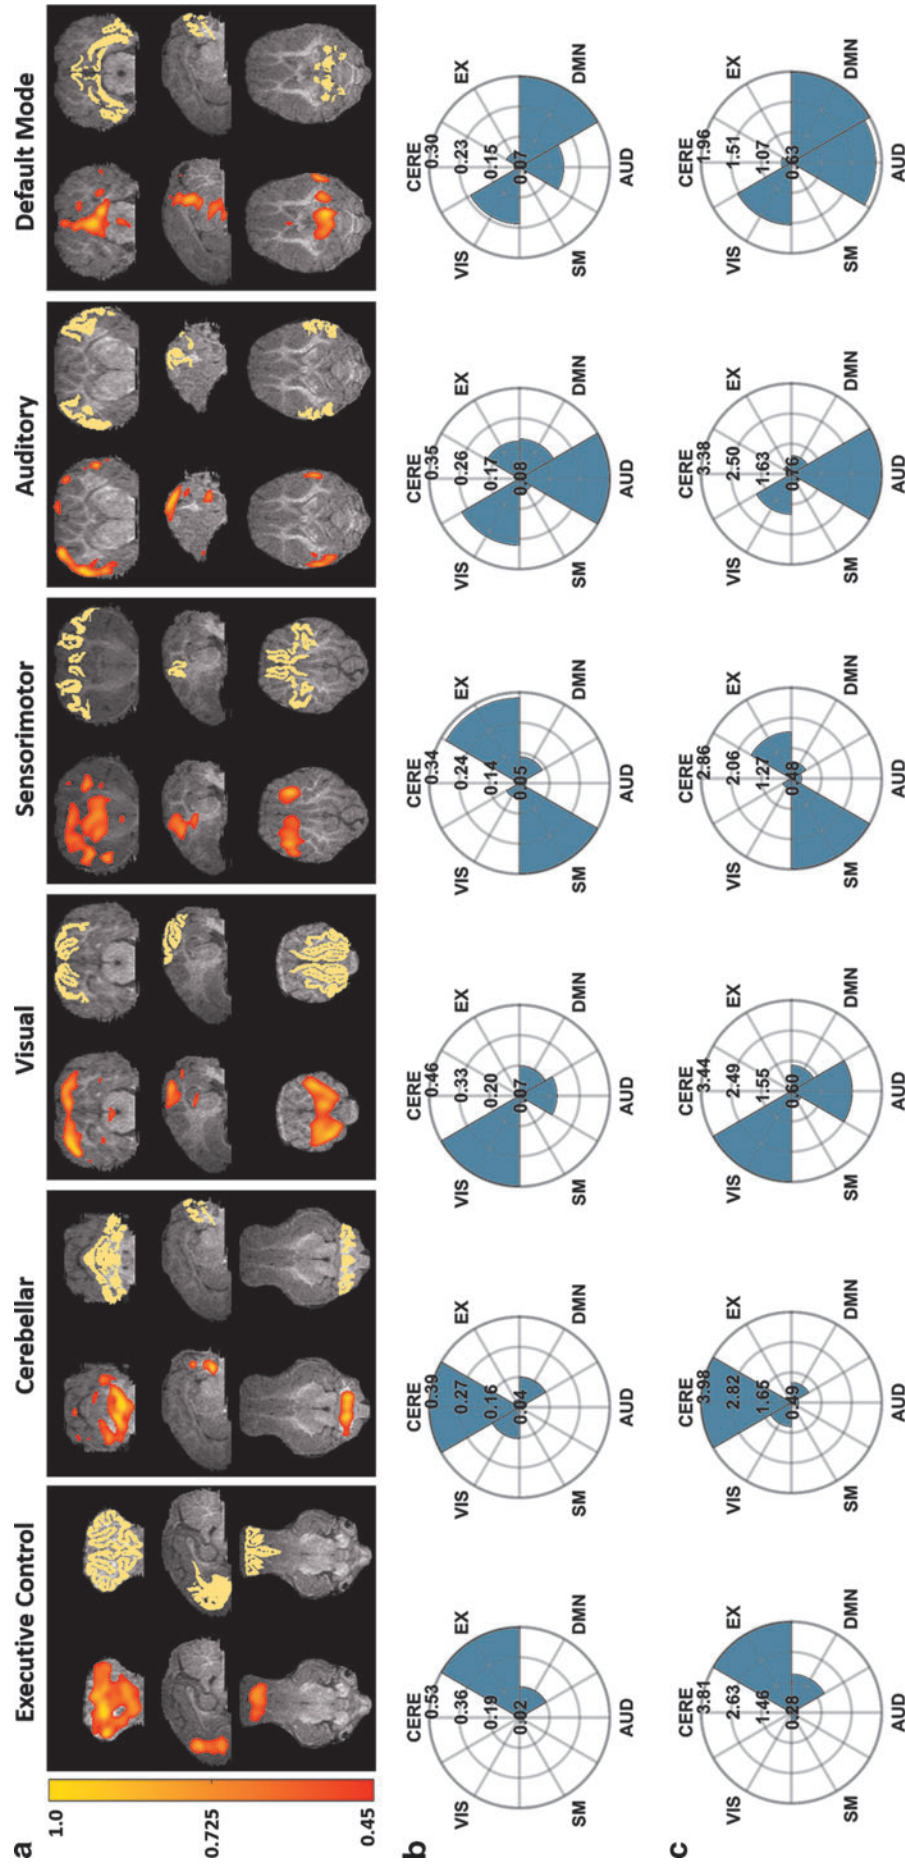 a
Executive Control
Cerebellar
Visual
Sensorimotor
Auditory
Default Mode
1.0
0.725
0.45
b
CERE
0.53
0.36
0.19
0.02
EX
DMN
AUD
SM
VIS
CERE
0.39
0.27
0.16
0.04
EX
DMN
AUD
SM
VIS
CERE
0.46
0.33
0.20
0.07
EX
DMN
AUD
SM
VIS
CERE
0.34
0.24
0.14
0.05
EX
DMN
AUD
SM
VIS
CERE
0.35
0.26
0.17
0.08
EX
DMN
AUD
SM
VIS
CERE
0.30
0.23
0.15
0.07
EX
DMN
AUD
SM
VIS
c
CERE
3.81
2.63
1.46
0.28
EX
DMN
AUD
SM
VIS
CERE
3.98
2.82
1.65
0.49
EX
DMN
AUD
SM
VIS
CERE
3.44
2.49
1.55
0.60
EX
DMN
AUD
SM
VIS
CERE
2.86
2.06
1.27
0.48
EX
DMN
AUD
SM
VIS
CERE
3.38
2.50
1.63
0.76
EX
DMN
AUD
SM
VIS
CERE
1.96
1.51
1.07
0.63
EX
DMN
AUD
SM
VIS